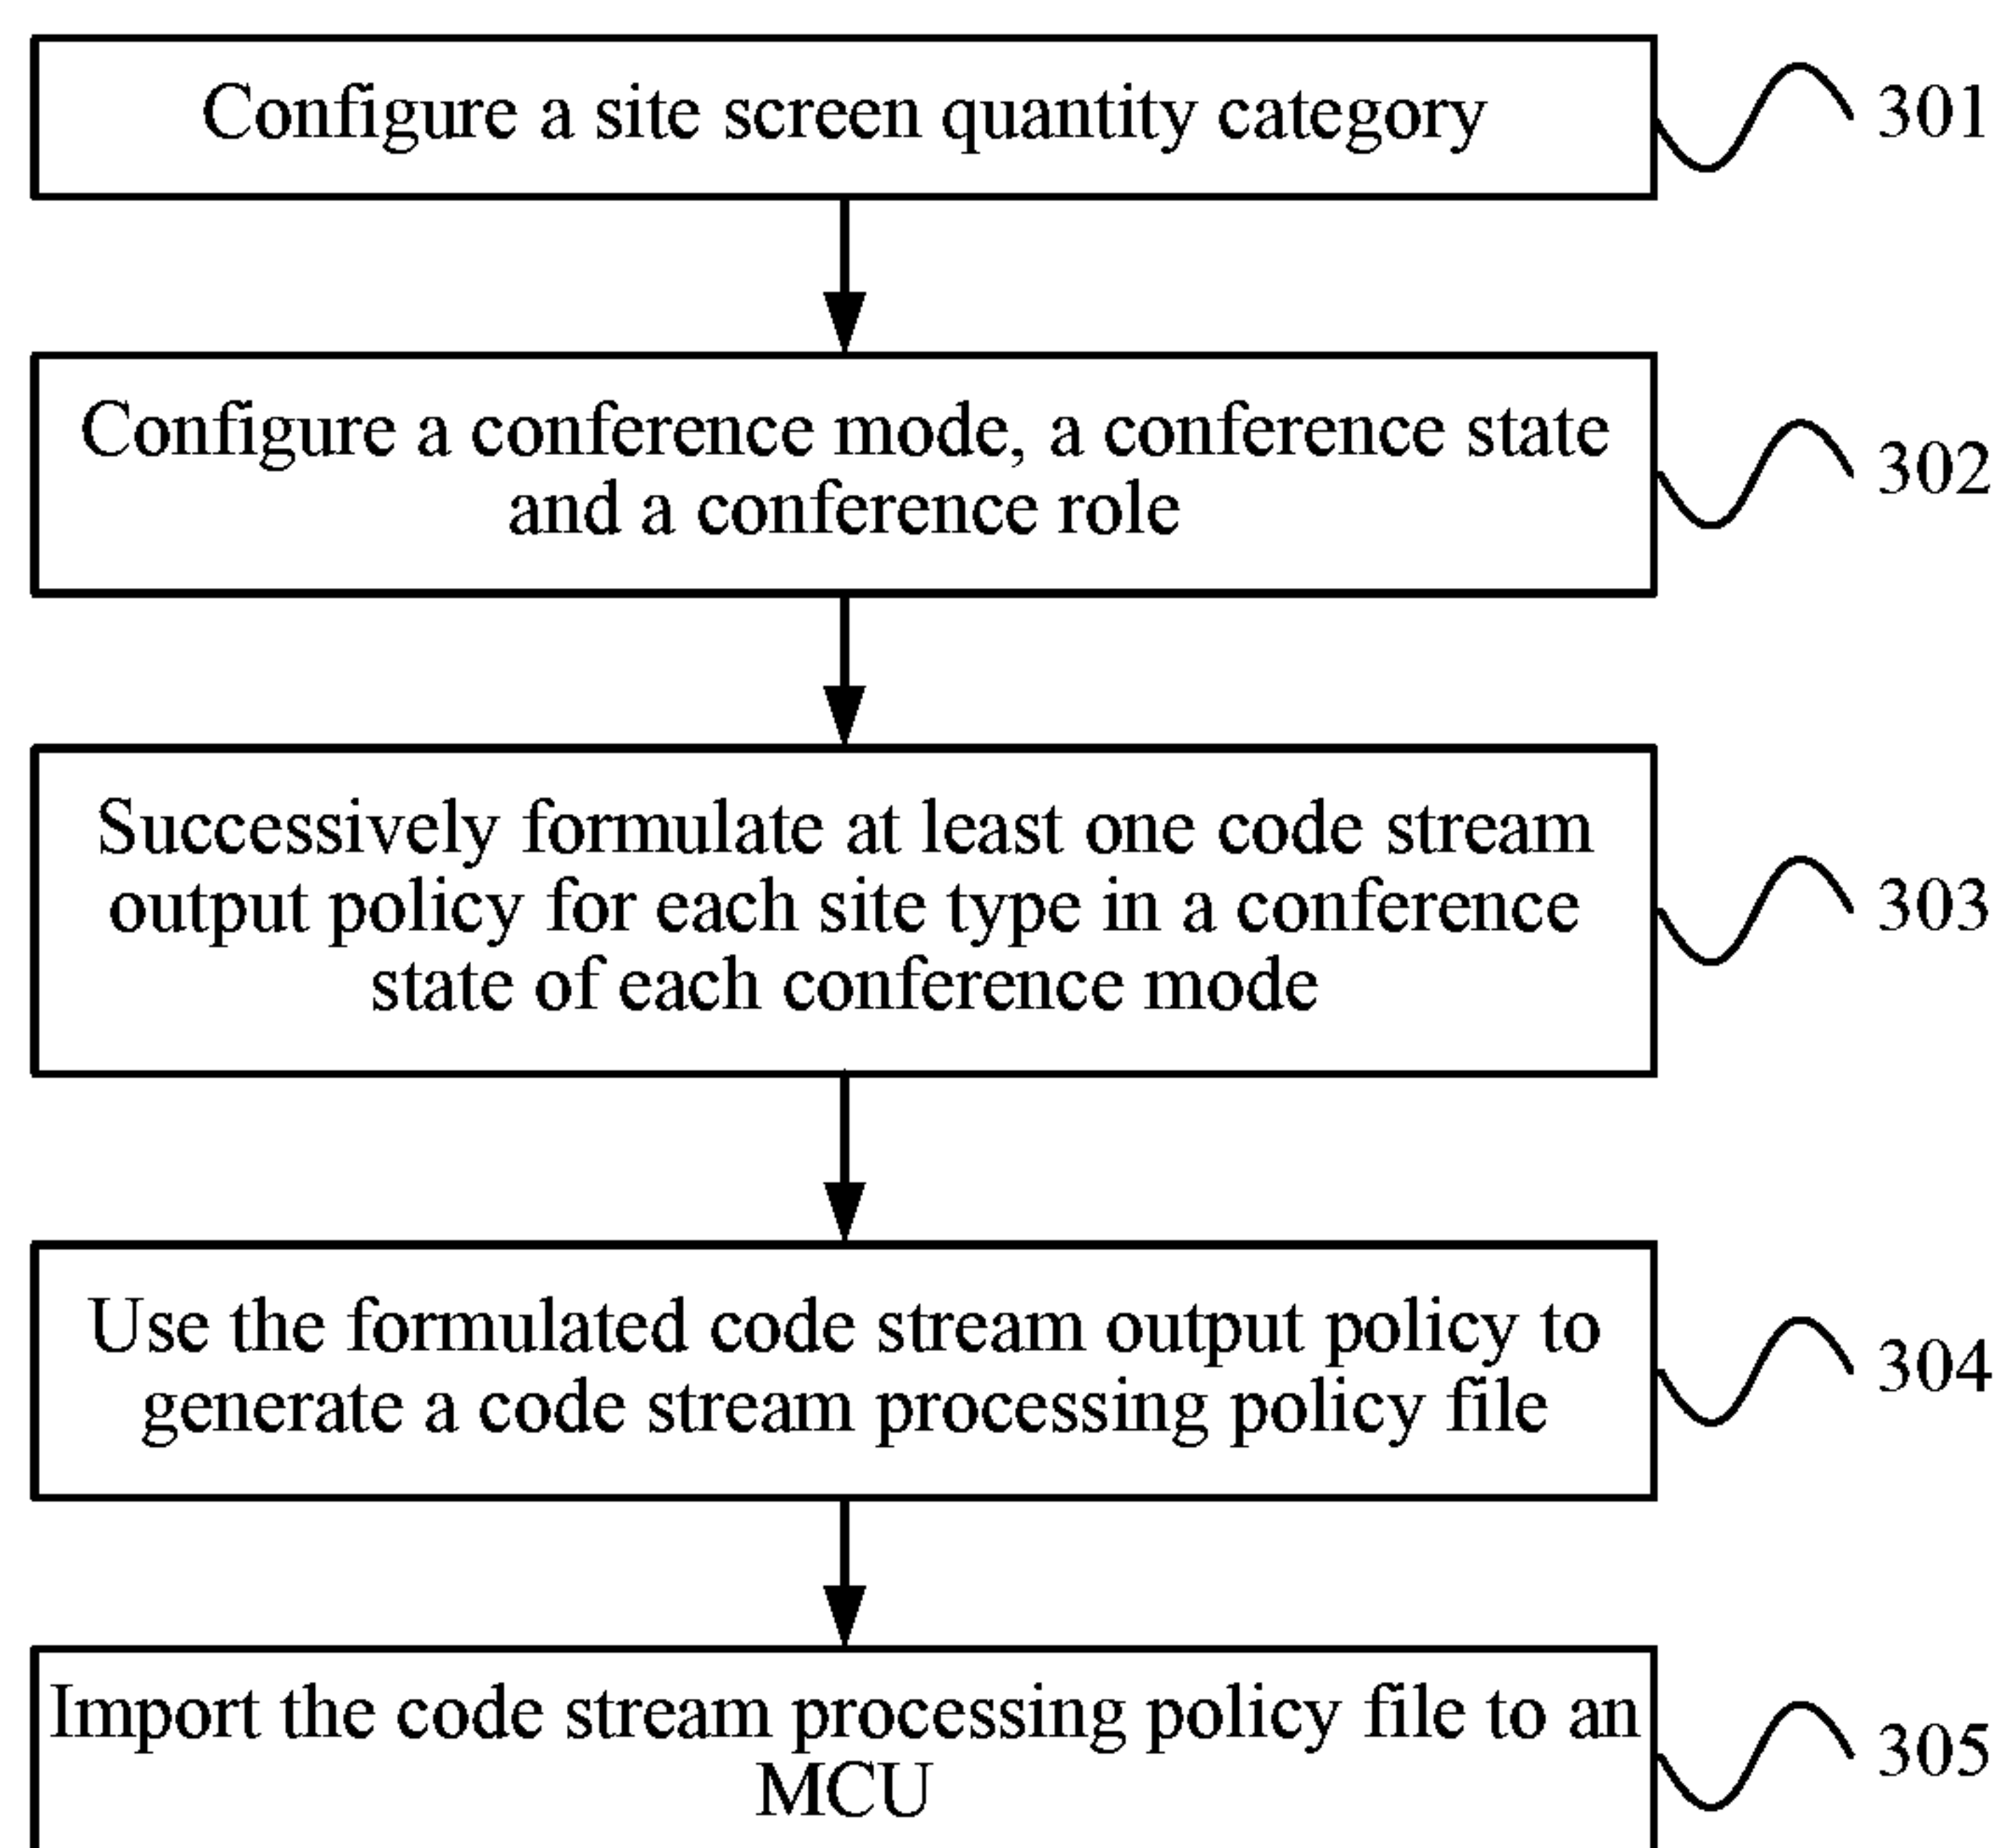 Configure a site screen quantity category
301
Configure a conference mode, a conference state
and a conference role
302
Successively formulate at least one code stream
output policy for each site type in a conference
state of each conference mode
303
Use the formulated code stream output policy to
generate a code stream processing policy file
304
Import the code stream processing policy file to an
MCU
305